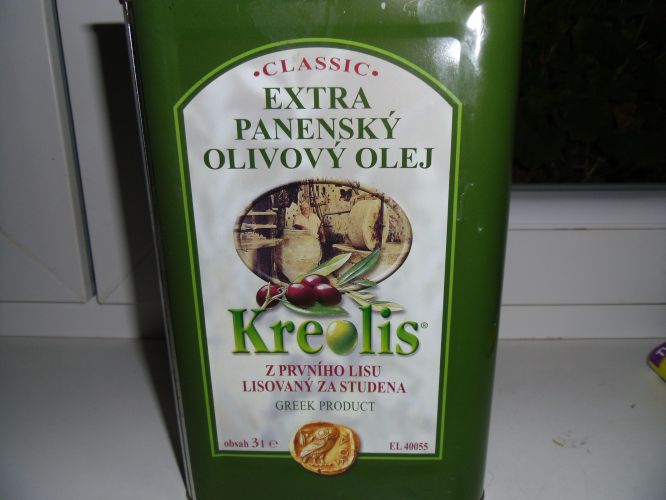 •CLASSIC•
EXTRA
PANENSKÝ
OLIVOVÝ OLEJ
Kreolis®
Z PRVNÍHO LISU
LISOVANÝ ZA STUDENA
GREEK PRODUCT
obsah 3 l ℮
EL 40055